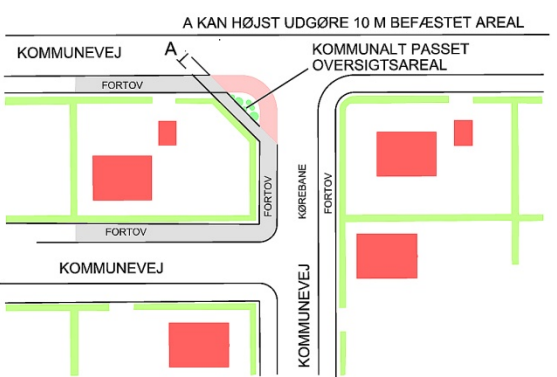 A KAN HØJST UDGØRE 10 M BEFÆSTET AREAL
KOMMUNEVEJ
A
KOMMUNALT PASSET
OVERSIGTSAREAL
FORTOV
FORTOV
KØREBANE
FORTOV
FORTOV
KOMMUNEVEJ
KOMMUNEVEJ